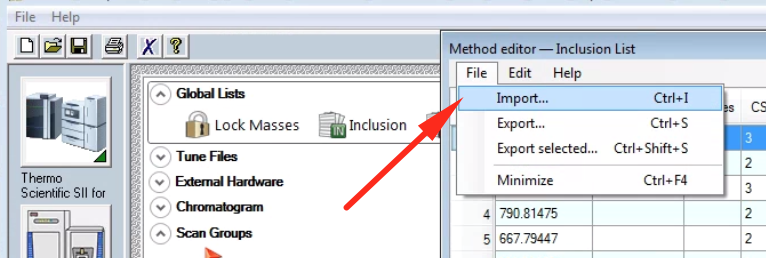 File Help
Method editor — Inclusion List
File Edit Help
Global Lists
Import... Ctrl+I
es CS
Lock Masses
IN
Inclusion
Export... Ctrl+S
3
Tune Files
Export selected... Ctrl+Shift+S
2
Thermo
Scientific SII for
External Hardware
Minimize Ctrl+F4
3
Chromatogram
4 790.81475 2
Scan Groups
5 667.79447 2